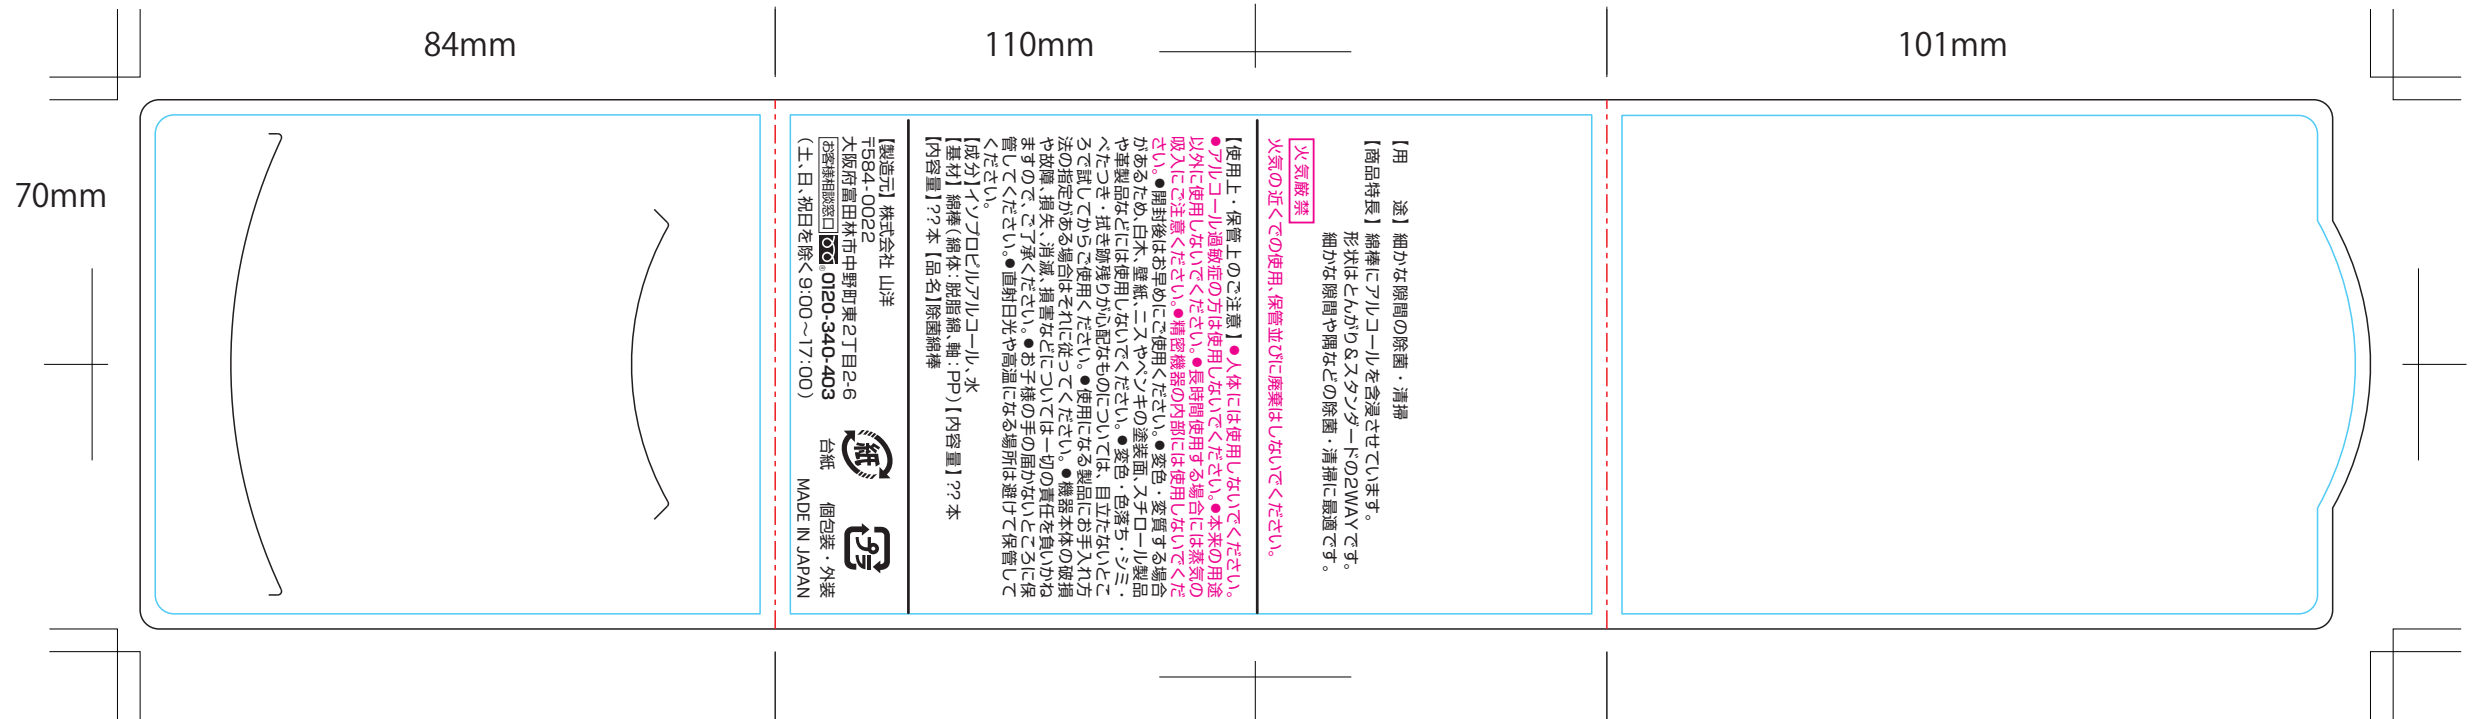 84mm
110mm
101mm
70mm
【用　途】細かな隙間の除菌・清掃
【商品特長】綿棒にアルコールを含浸させています。
形状はとんがり＆スタンダードの2WAYです。
細かな隙間や隅などの除菌・清掃に最適です。
火気厳禁
火気の近くでの使用、保管並びに廃棄はしないでください。
【使用上・保管上のご注意】●人体には使用しないでください。
●アルコール過敏症の方は使用しないでください。●本来の用途
以外に使用しないでください。●長時間使用する場合には蒸気の
吸入にご注意ください。●精密機器の内部には使用しないでくだ
さい。●開封後はお早めにご使用ください。●変色・変質する場合
があるため、白木、壁紙、ニスやペンキの塗装面、スチロール製品
や革製品などには使用しないでください。●変色・色落ち・シミ・
べたつき・拭き跡残りが心配なものについては、目立たないとこ
ろで試してからご使用ください。●使用になる製品にお手入れ方
法の指定がある場合はそれに従ってください。●機器本体の破損
や故障、損失、消滅、損害などについては一切の責任を負いかね
ますので、ご了承ください。●お子様の手の届かないところに保
管してください。●直射日光や高温になる場所は避けて保管して
ください。
【成分】イソプロピルアルコール、水
【基材】綿棒（綿体：脱脂綿、軸：PP）【内容量】??本
【内容量】??本【品名】除菌綿棒
【製造元】株式会社 山洋
〒584-0022
大阪府富田林市中野町東2丁目2-6
お客様相談窓口 0120-340-403
（土、日、祝日を除く9:00～17:00）
紙
台紙
プラ
個包装・外装
MADE IN JAPAN